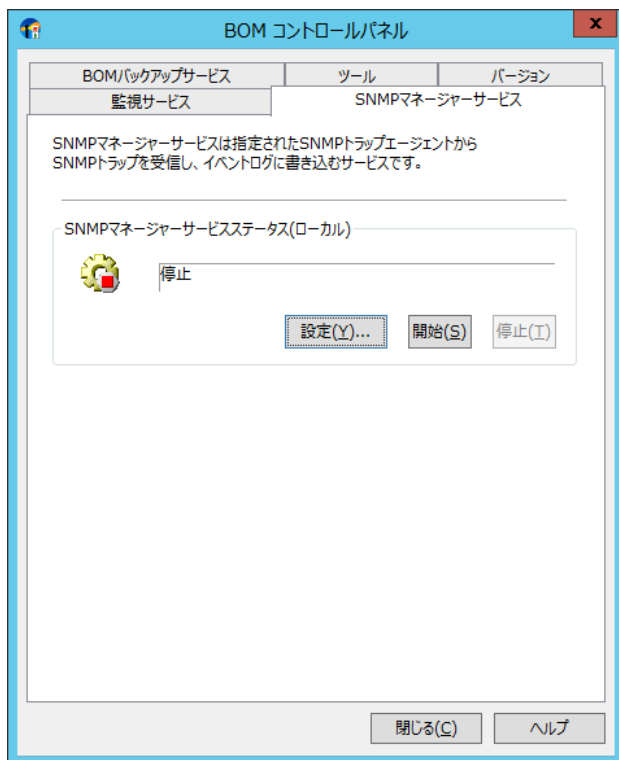 BOM コントロールパネル
x
BOMバックアップサービス
ツール
バージョン
監視サービス
SNMPマネージャーサービス
SNMPマネージャーサービスは指定されたSNMPトラップエージェントから
SNMPトラップを受信し、イベントログに書き込むサービスです。
SNMPマネージャーサービスステータス(ローカル)
停止
設定(Y)...
開始(S)
停止(T)
閉じる(C)
ヘルプ